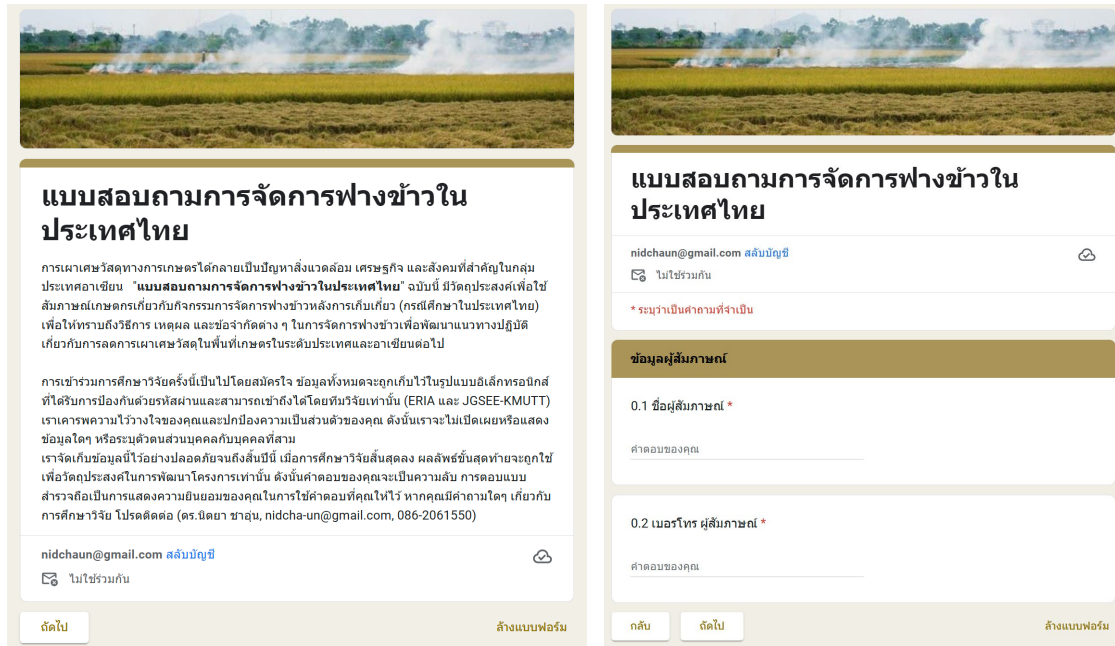 แบบสอบถามการจัดการฟางข้าวใน
ประเทศไทย
การเผาเศษวัสดุทางการเกษตรได้กลายเป็นปัญหาสิ่งแวดล้อม เศรษฐกิจ และสังคมที่สำคัญในกลุ่ม
ประเทศอาเซียน "แบบสอบถามการจัดการฟางข้าวในประเทศไทย" ฉบับนี้ มีวัตถุประสงค์เพื่อใช้
สัมภาษณ์เกษตกรเกี่ยวกับกิจกรรมการจัดการฟางข้าวหลังการเก็บเกี่ยว (กรณีศึกษาในประเทศไทย)
เพื่อให้ทราบถึงวิธีการ เหตุผล และข้อจำกัดต่าง ๆ ในการจัดการฟางข้าวเพื่อพัฒนาแนวทางปฏิบัติ
เกี่ยวกับการลดการเผาเศษวัสดุในพื้นที่เกษตรในระดับประเทศและอาเซียนต่อไป
การเข้าร่วมการศึกษาวิจัยครั้งนี้เป็นไปโดยสมัครใจ ข้อมูลทั้งหมดจะถูกเก็บไว้ในรูปแบบอิเล็กทรอนิกส์
ที่ได้รับการป้องกันด้วยรหัสผ่านและสามารถเข้าถึงได้โดยทีมวิจัยเท่านั้น (ERIA และ JGSEE-KMUTT)
เราเคารพความไว้วางใจของคุณและปกป้องความเป็นส่วนตัวของคุณ ดังนั้นเราจะไม่เปิดเผยหรือแสดง
ข้อมูลใดๆ หรือระบุตัวตนส่วนบุคคลกับบุคคลที่สาม
เราจัดเก็บข้อมูลนี้ไว้อย่างปลอดภัยจนถึงสิ้นปีนี้ เมื่อการศึกษาวิจัยสิ้นสุดลง ผลลัพธ์ขั้นสุดท้ายจะถูกใช้
เพื่อวัตถุประสงค์ในการพัฒนาโครงการเท่านั้น ดังนั้นคำตอบของคุณจะเป็นความลับ การตอบแบบ
สำรวจถือเป็นการแสดงความยินยอมของคุณในการใช้คำตอบที่คุณให้ไว้ หากคุณมีคำถามใดๆ เกี่ยวกับ
การศึกษาวิจัย โปรดติดต่อ (ดร.นิตยา ชาอุ่น, nidcha-un@gmail.com, 086-2061550)
nidchaun@gmail.com สลับบัญชี
ไม่ใช้ร่วมกัน
ถัดไป
ล้างแบบฟอร์ม
แบบสอบถามการจัดการฟางข้าวใน
ประเทศไทย
nidchaun@gmail.com สลับบัญชี
ไม่ใช้ร่วมกัน
* ระบุว่าเป็นคำถามที่จำเป็น
ข้อมูลผู้สัมภาษณ์
0.1 ชื่อผู้สัมภาษณ์ *
คำตอบของคุณ
0.2 เบอรโทร ผู้สัมภาษณ์ *
คำตอบของคุณ
กลับ
ถัดไป
ล้างแบบฟอร์ม